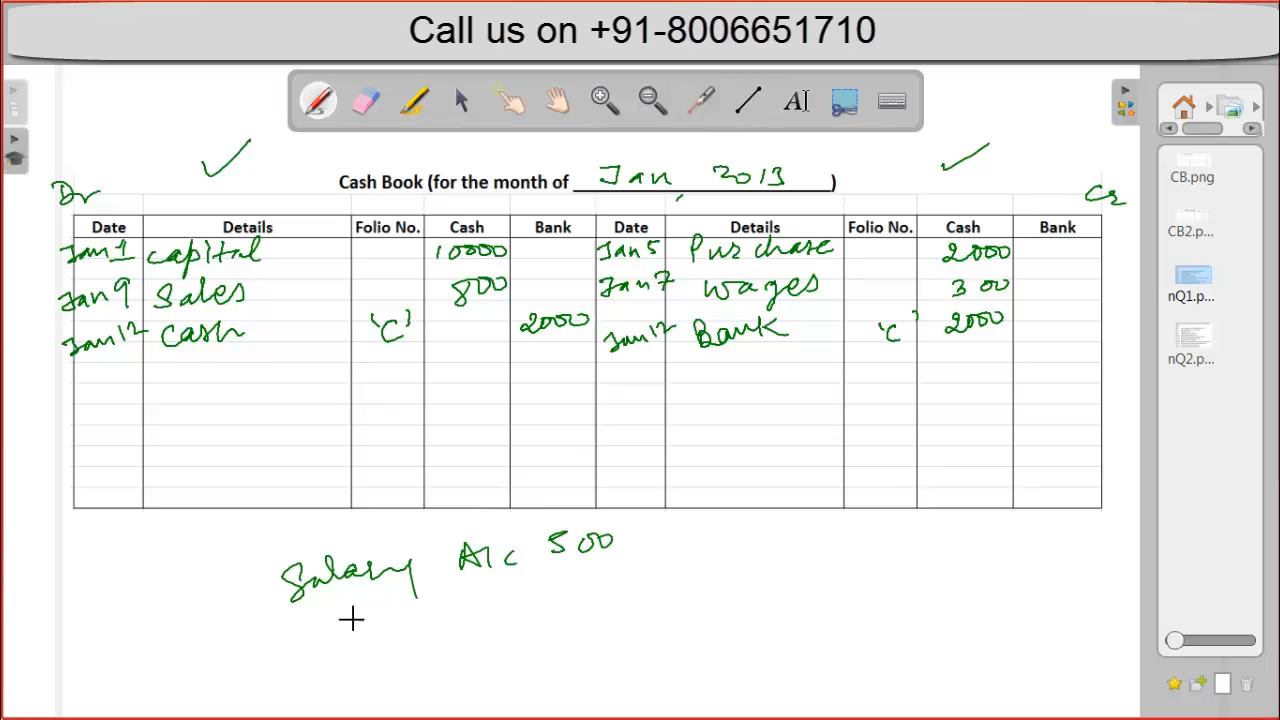 Call us on +91-8006651710
Cash Book (for the month of Jan, 2013)
Dr Cr
Date Details Folio No. Cash Bank Date Details Folio No. Cash Bank
Jan 1 capital 10000 Jan 5 Purchase 2000
Jan 9 Sales 800 Jan 7 wages 300
Jan 12 cash 'C' 2000 Jan 12 Bank 'C' 2000
Salary A/c 500
AI
CB.png
CB2.p...
nQ1.p...
nQ2.p...